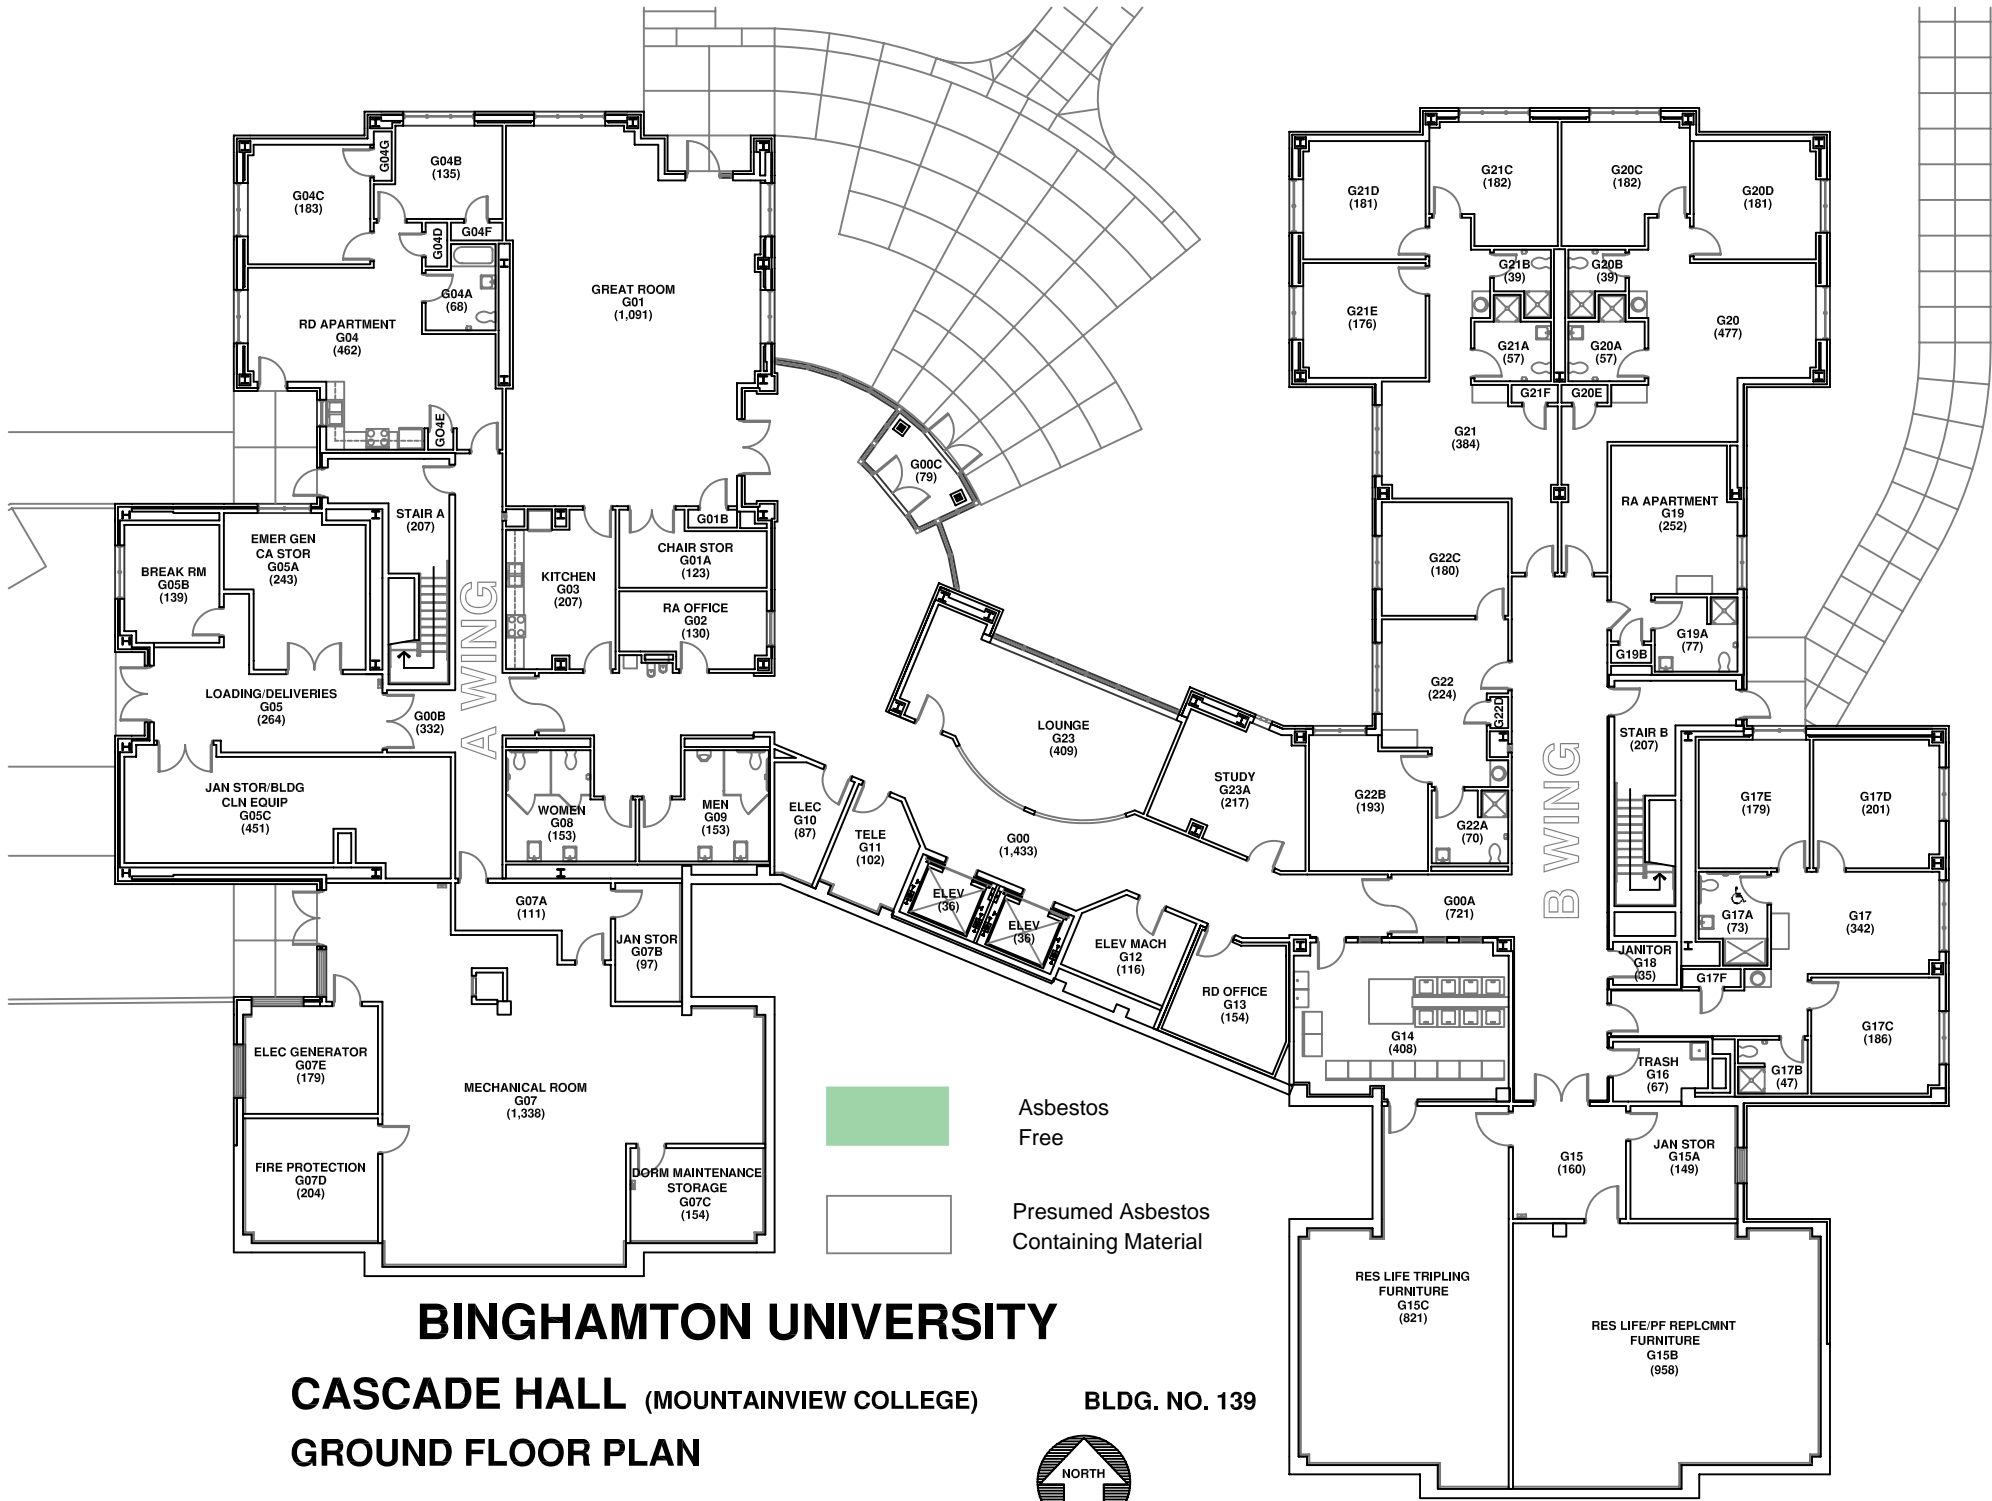 G04C
(183)
G04G
G04B
(135)
G04D
G04F
G04A
(68)
RD APARTMENT
G04
(462)
GO4E
GREAT ROOM
G01
(1,091)
G00C
(79)
G01B
CHAIR STOR
G01A
(123)
KITCHEN
G03
(207)
RA OFFICE
G02
(130)
STAIR A
(207)
EMER GEN
CA STOR
G05A
(243)
BREAK RM
G05B
(139)
LOADING/DELIVERIES
G05
(264)
G00B
(332)
A WING
JAN STOR/BLDG
CLN EQUIP
G05C
(451)
WOMEN
G08
(153)
MEN
G09
(153)
ELEC
G10
(87)
TELE
G11
(102)
G00
(1,433)
LOUNGE
G23
(409)
STUDY
G23A
(217)
ELEV
(36)
ELEV
(36)
ELEV MACH
G12
(116)
RD OFFICE
G13
(154)
G07A
(111)
JAN STOR
G07B
(97)
ELEC GENERATOR
G07E
(179)
MECHANICAL ROOM
G07
(1,338)
FIRE PROTECTION
G07D
(204)
DORM MAINTENANCE
STORAGE
G07C
(154)
G21D
(181)
G21C
(182)
G20C
(182)
G20D
(181)
G21B
(39)
G20B
(39)
G21E
(176)
G21A
(57)
G20A
(57)
G20
(477)
G21F
G20E
G21
(384)
RA APARTMENT
G19
(252)
G22C
(180)
G19A
(77)
G19B
G22
(224)
G22D
G22B
(193)
G22A
(70)
B WING
STAIR B
(207)
G17E
(179)
G17D
(201)
G17A
(73)
G17
(342)
G00A
(721)
JANITOR
G18
(35)
G17F
G17C
(186)
G17B
(47)
TRASH
G16
(67)
G14
(408)
G15
(160)
JAN STOR
G15A
(149)
RES LIFE TRIPLING
FURNITURE
G15C
(821)
RES LIFE/PF REPLCMNT
FURNITURE
G15B
(958)
Asbestos
Free
Presumed Asbestos
Containing Material
BINGHAMTON UNIVERSITY
CASCADE HALL (MOUNTAINVIEW COLLEGE) BLDG. NO. 139
GROUND FLOOR PLAN
NORTH